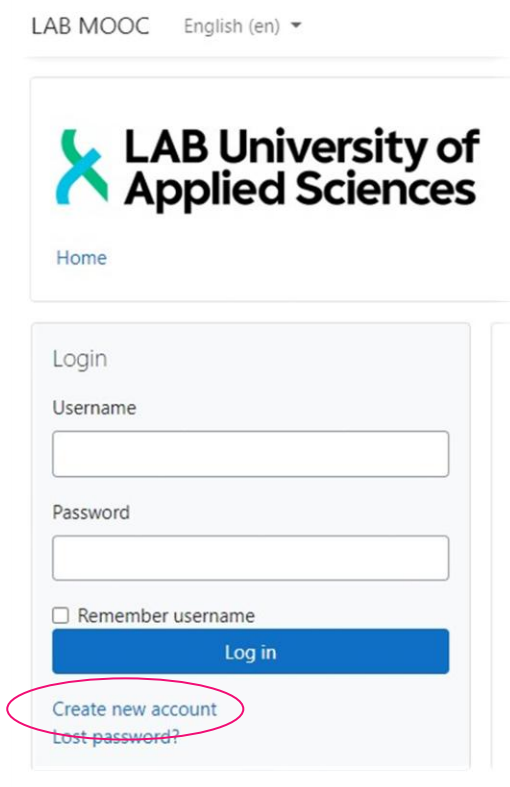 LAB MOOC English (en)
LAB University of
Applied Sciences
Home
Login
Username
Password
Remember username
Log in
Create new account
Lost password?